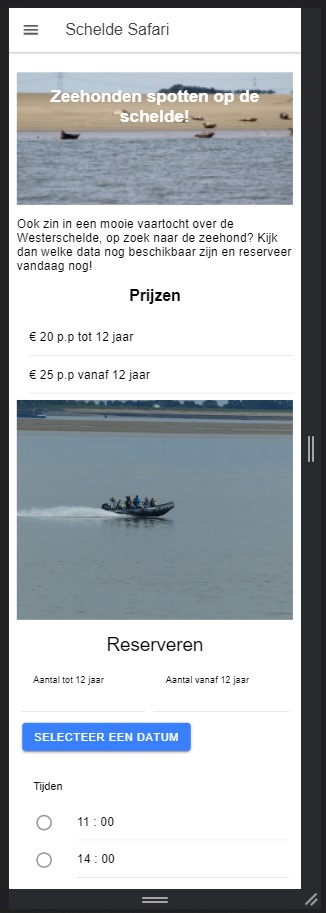 Schelde Safari
Zeehonden spotten op de
schelde!
Ook zin in een mooie vaartocht over de
Westerschelde, op zoek naar de zeehond? Kijk
dan welke data nog beschikbaar zijn en reserveer
vandaag nog!
Prijzen
€ 20 p.p tot 12 jaar
€ 25 p.p vanaf 12 jaar
Reserveren
Aantal tot 12 jaar Aantal vanaf 12 jaar
SELECTEER EEN DATUM
Tijden
11 : 00
14 : 00